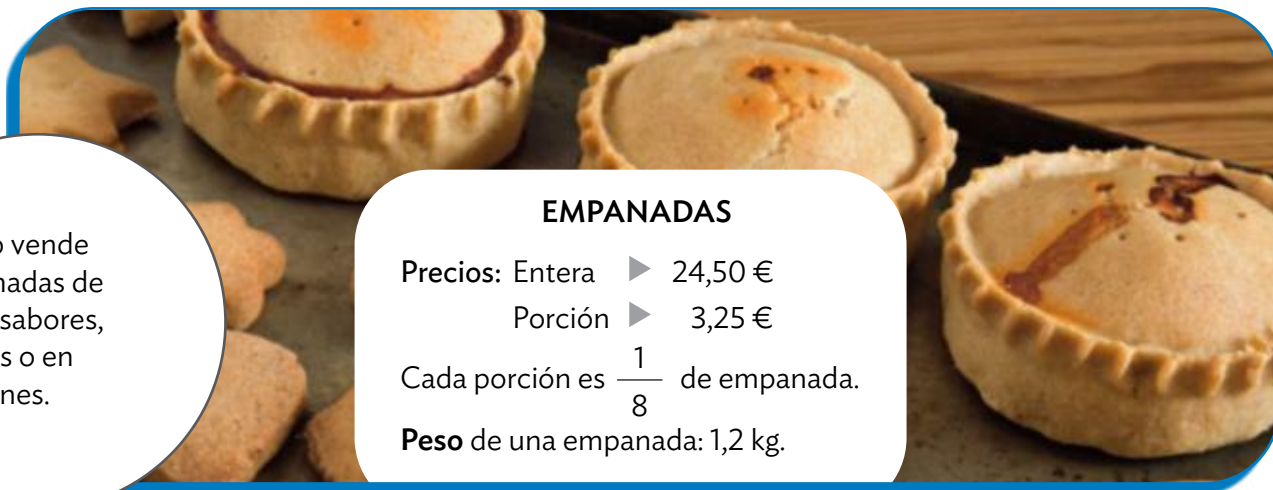 o vende
nadas de
sabores,
s o en
nes.
EMPANADAS
Precios: Entera ▶ 24,50 €
Porción ▶ 3,25 €
Cada porción es 1/8 de empanada.
Peso de una empanada: 1,2 kg.